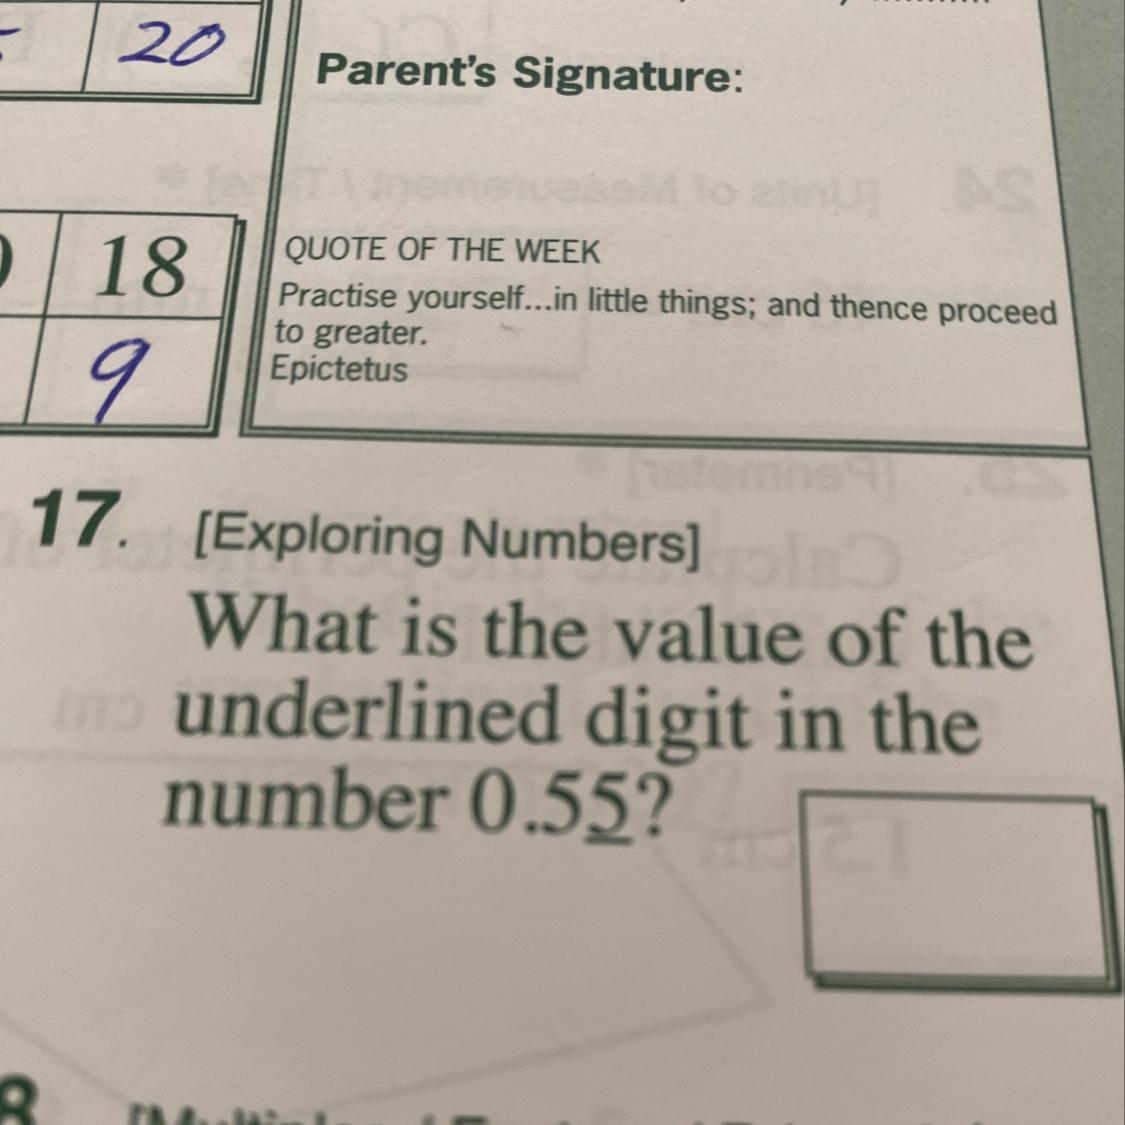 20
Parent's Signature:
18
9
QUOTE OF THE WEEK
Practise yourself...in little things; and thence proceed
to greater.
Epictetus
17. [Exploring Numbers]
What is the value of the
underlined digit in the
number 0.55?